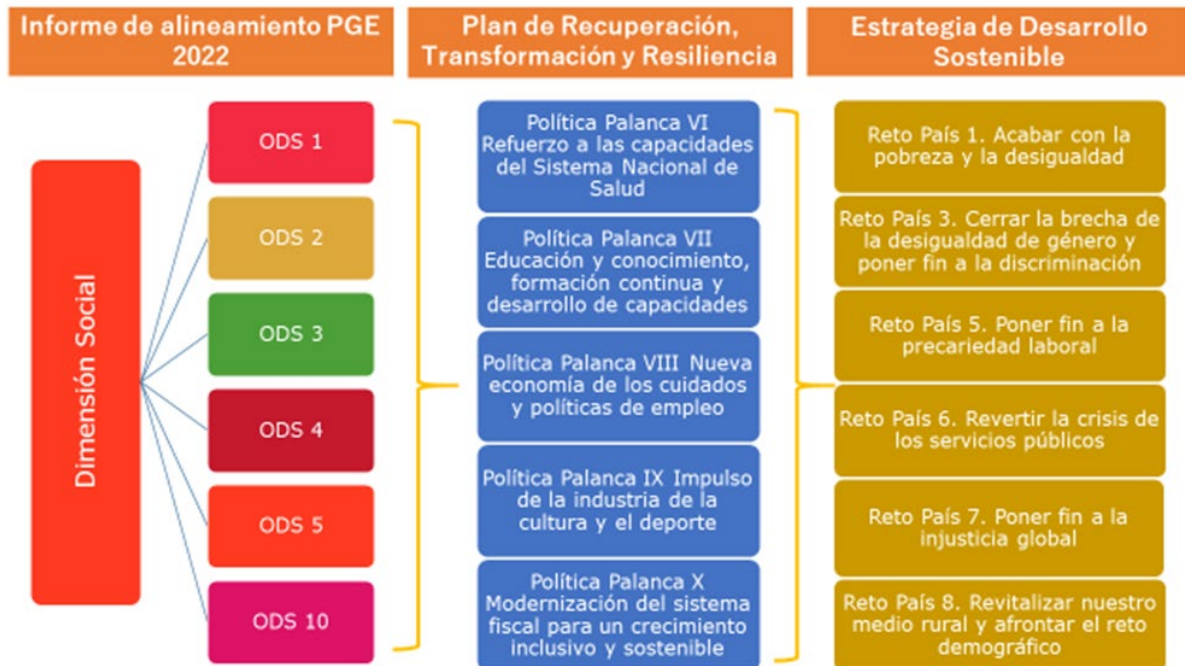 Informe de alineamiento PGE
2022
Plan de Recuperación,
Transformación y Resiliencia
Estrategia de Desarrollo
Sostenible
Dimensión Social
ODS 1
ODS 2
ODS 3
ODS 4
ODS 5
ODS 10
Política Palanca VI
Refuerzo a las capacidades
del Sistema Nacional de
Salud
Política Palanca VII
Educación y conocimiento,
formación continua y
desarrollo de capacidades
Política Palanca VIII Nueva
economía de los cuidados
y políticas de empleo
Política Palanca IX Impulso
de la industria de la
cultura y el deporte
Política Palanca X
Modernización del sistema
fiscal para un crecimiento
inclusivo y sostenible
Reto País 1. Acabar con la
pobreza y la desigualdad
Reto País 3. Cerrar la brecha de
la desigualdad de género y
poner fin a la discriminación
Reto País 5. Poner fin a la
precariedad laboral
Reto País 6. Revertir la crisis de
los servicios públicos
Reto País 7. Poner fin a la
injusticia global
Reto País 8. Revitalizar nuestro
medio rural y afrontar el reto
demográfico